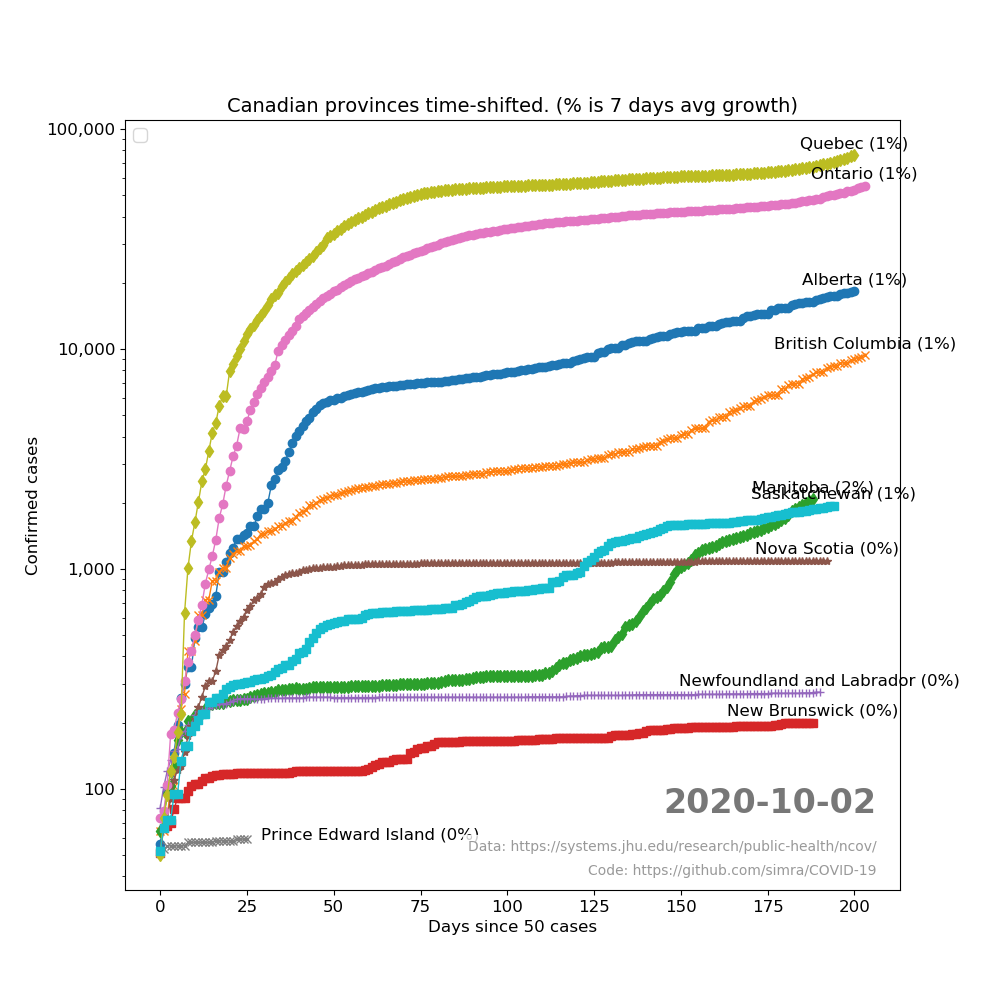 Canadian provinces time-shifted. (% is 7 days avg growth)
100,000
10,000
1,000
100
Confirmed cases
Quebec (1%)
Ontario (1%)
Alberta (1%)
British Columbia (1%)
Manitoba (2%)
Saskatchewan (1%)
Nova Scotia (0%)
Newfoundland and Labrador (0%)
New Brunswick (0%)
Prince Edward Island (0%)
2020-10-02
Data: https://systems.jhu.edu/research/public-health/ncov/
Code: https://github.com/simra/COVID-19
0 25 50 75 100 125 150 175 200
Days since 50 cases